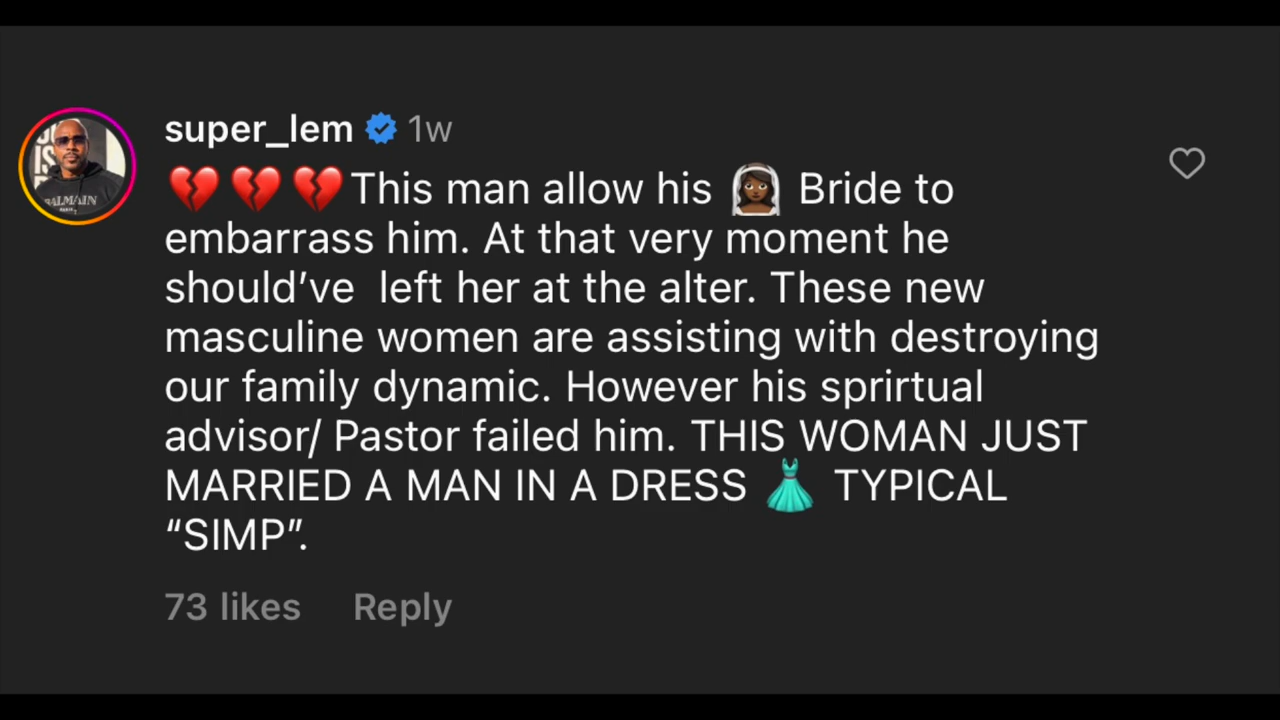 super_lem 1w
💔💔💔This man allow his 👰🏾 Bride to
embarrass him. At that very moment he
should’ve  left her at the alter. These new
masculine women are assisting with destroying
our family dynamic. However his sprirtual
advisor/ Pastor failed him. THIS WOMAN JUST
MARRIED A MAN IN A DRESS 👗 TYPICAL
“SIMP”.
73 likes Reply
BALMAIN
PARIS